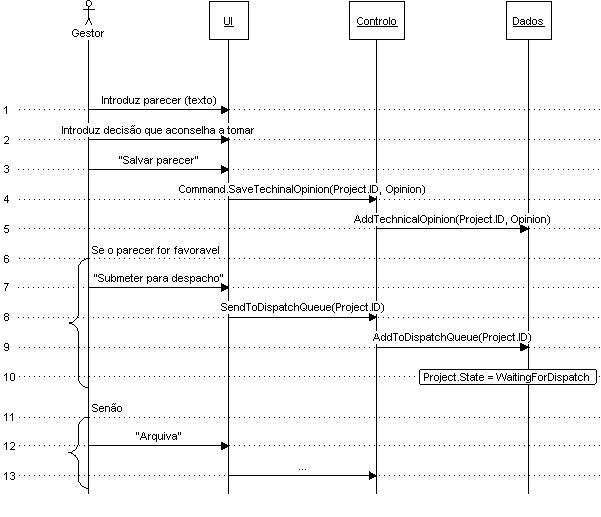 Gestor
UI
Controlo
Dados
1
Introduz parecer (texto)
2
Introduz decisão que aconselha a tomar
3
"Salvar parecer"
4
Command.SaveTechinalOpinion(Project.ID, Opinion)
5
AddTechnicalOpinion(Project.ID, Opinion)
6
Se o parecer for favoravel
7
"Submeter para despacho"
8
SendToDispatchQueue(Project.ID)
9
AddToDispatchQueue(Project.ID)
10
Project.State = WaitingForDispatch
11
Senão
12
"Arquiva"
13
...